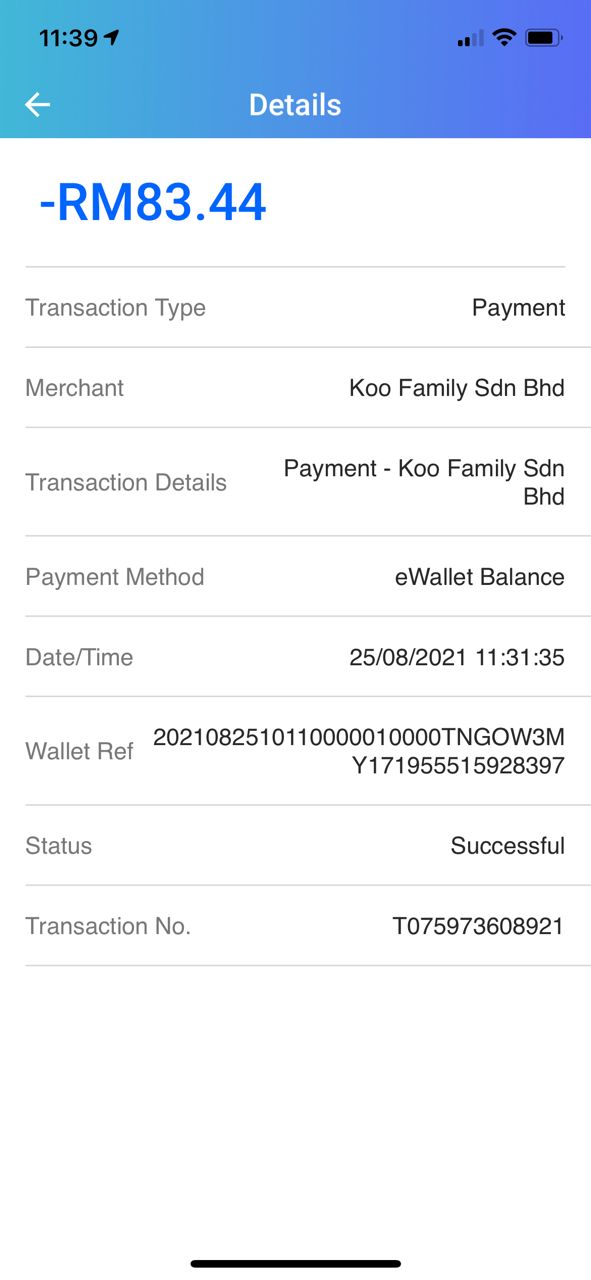 11:39
Details
-RM83.44
Transaction Type Payment
Merchant Koo Family Sdn Bhd
Transaction Details Payment - Koo Family Sdn
Bhd
Payment Method eWallet Balance
Date/Time 25/08/2021 11:31:35
Wallet Ref 2021082510110000010000TNGOW3M
Y171955515928397
Status Successful
Transaction No. T075973608921